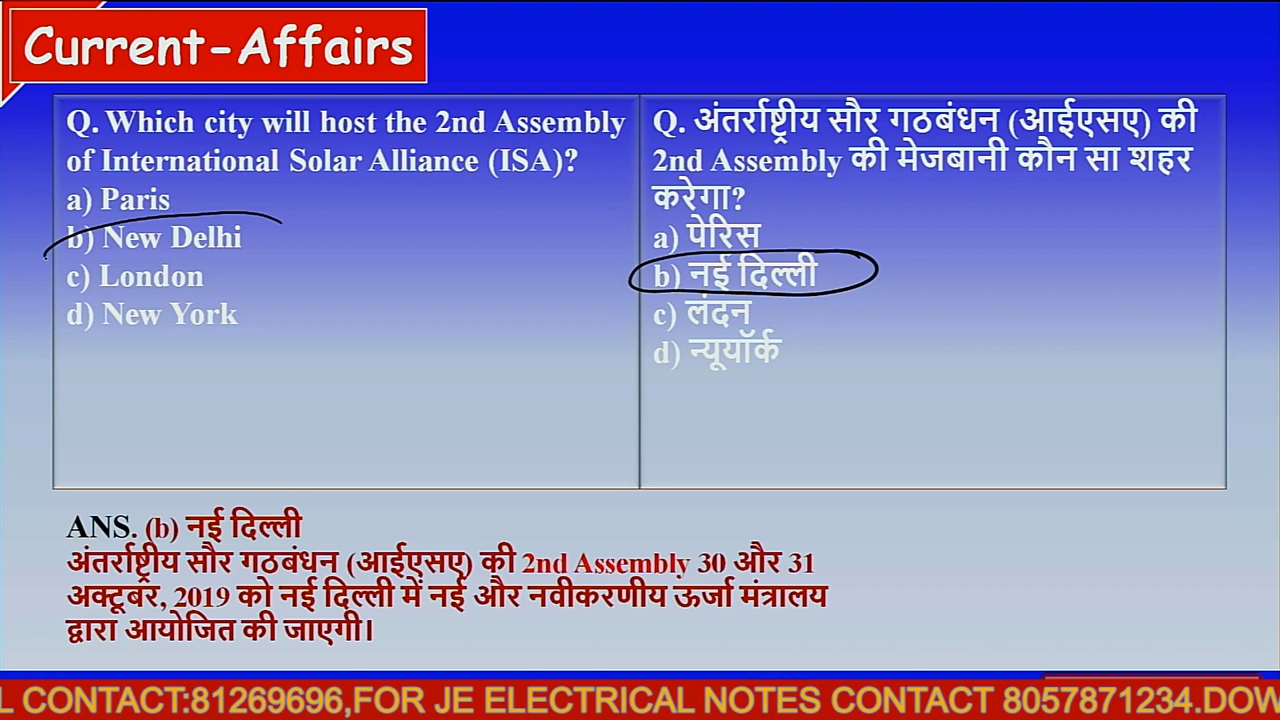 Current-Affairs
Q. Which city will host the 2nd Assembly
of International Solar Alliance (ISA)?
a) Paris
b) New Delhi
c) London
d) New York
Q. अंतर्राष्ट्रीय सौर गठबंधन (आईएसए) की
2nd Assembly की मेजबानी कौन सा शहर
करेगा?
a) पेरिस
b) नई दिल्ली
c) लंदन
d) न्यूयॉर्क
ANS. (b) नई दिल्ली
अंतर्राष्ट्रीय सौर गठबंधन (आईएसए) की 2nd Assembly 30 और 31
अक्टूबर, 2019 को नई दिल्ली में नई और नवीकरणीय ऊर्जा मंत्रालय
द्वारा आयोजित की जाएगी।
L CONTACT:81269696,FOR JE ELECTRICAL NOTES CONTACT 8057871234.DOW